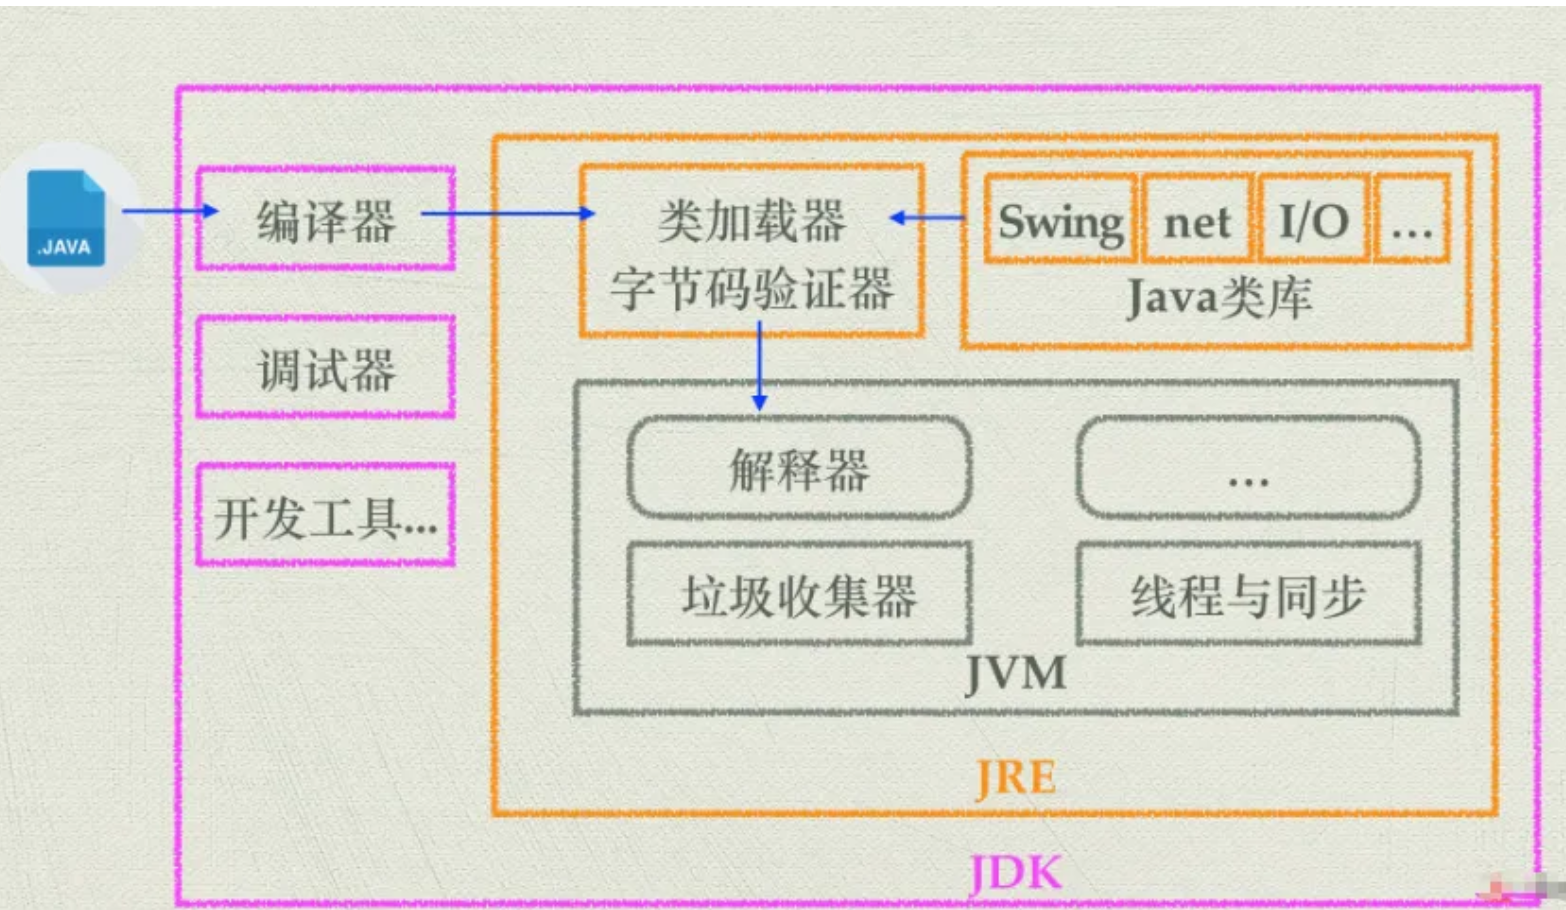 .JAVA
编译器
调试器
开发工具...
类加载器
字节码验证器
Swing net I/O ...
Java类库
解释器
...
垃圾收集器
线程与同步
JVM
JRE
JDK